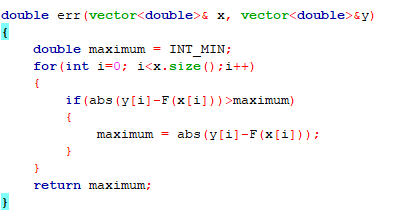 double err(vector<double>& x, vector<double>&y)
{
    double maximum = INT_MIN;
    for(int i=0; i<x.size();i++)
    {
        if(abs(y[i]-F(x[i]))>maximum)
        {
            maximum = abs(y[i]-F(x[i]));
        }
    }
    return maximum;
}